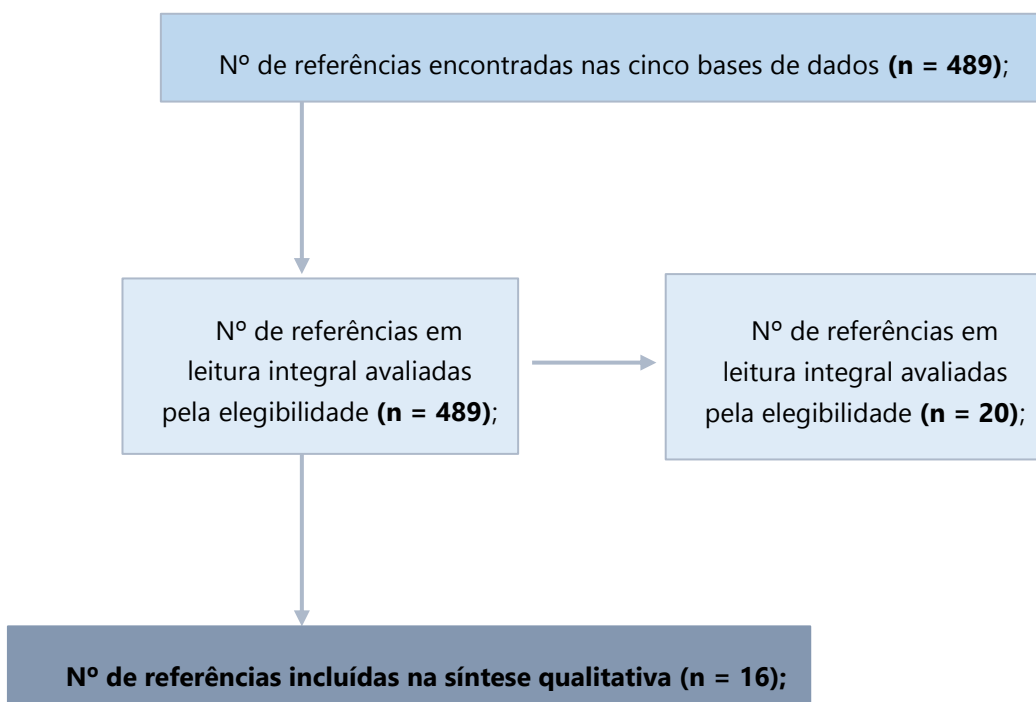 Nº de referências encontradas nas cinco bases de dados (n = 489);
Nº de referências em
leitura integral avaliadas
pela elegibilidade (n = 489);
Nº de referências em
leitura integral avaliadas
pela elegibilidade (n = 20);
Nº de referências incluídas na síntese qualitativa (n = 16);